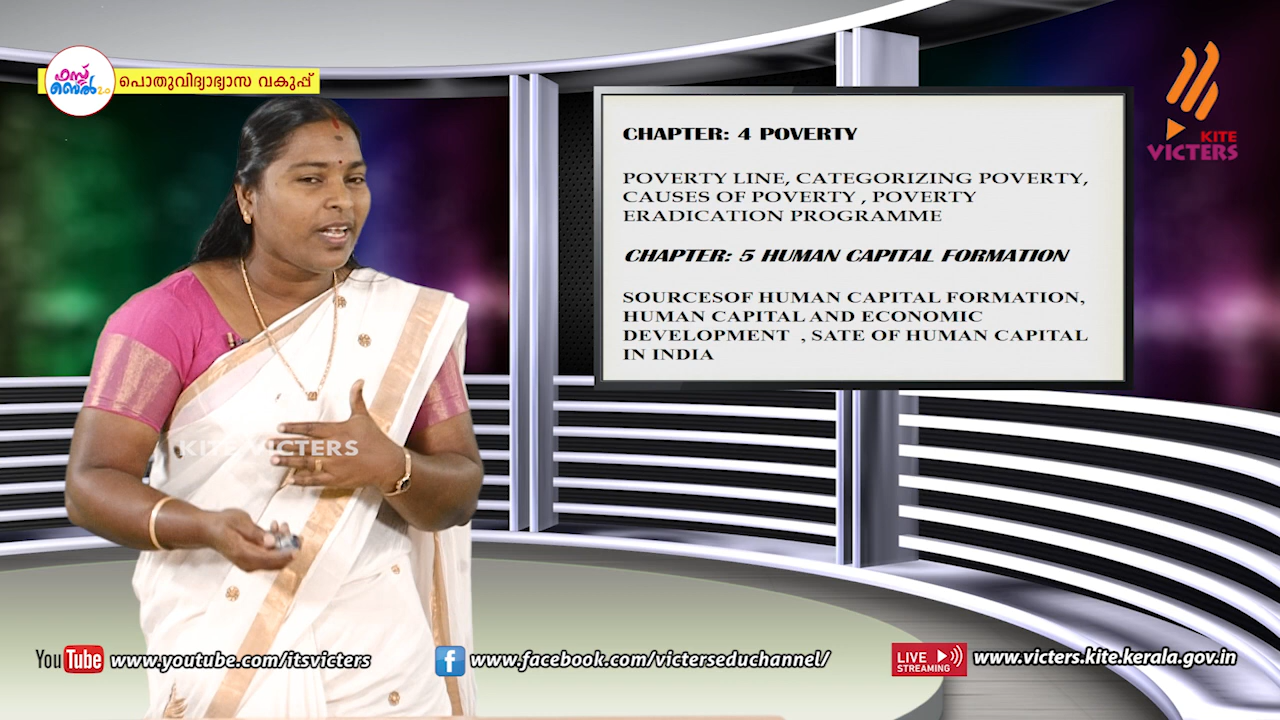 ഫസ്റ്റ്
ബെൽ 2.0
പൊതുവിദ്യാഭ്യാസ വകുപ്പ്
KITE
VICTERS
CHAPTER: 4 POVERTY
POVERTY LINE, CATEGORIZING POVERTY,
CAUSES OF POVERTY , POVERTY
ERADICATION PROGRAMME
CHAPTER: 5 HUMAN CAPITAL FORMATION
SOURCESOF HUMAN CAPITAL FORMATION,
HUMAN CAPITAL AND ECONOMIC
DEVELOPMENT , SATE OF HUMAN CAPITAL
IN INDIA
KITE VICTERS
YouTube www.youtube.com/itsvicters
f www.facebook.com/victerseduchannel/
LIVE STREAMING www.victers.kite.kerala.gov.in